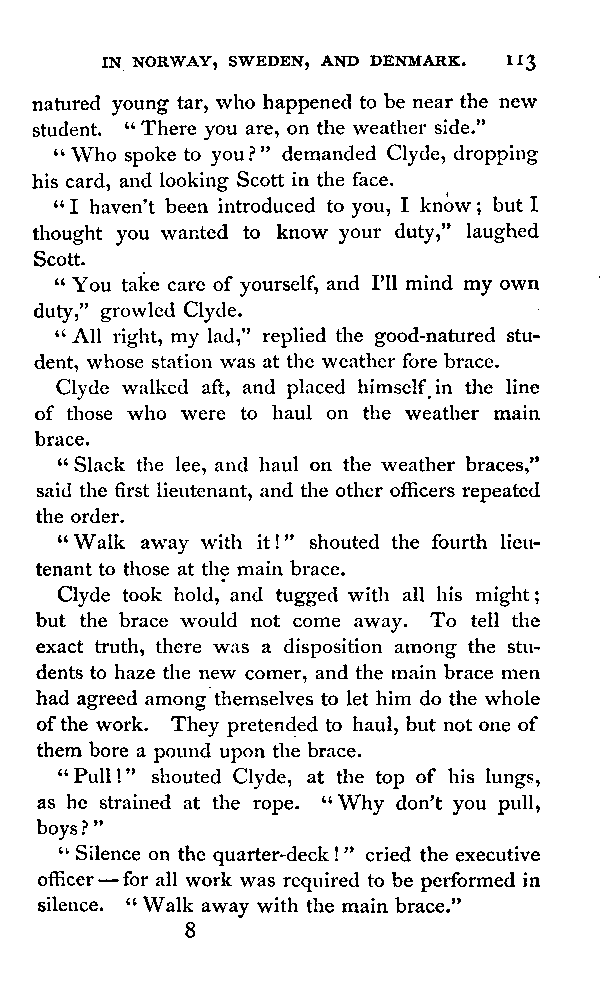 IN NORWAY, SWEDEN, AND DENMARK. 113
natured young tar, who happened to be near the new
student. "There you are, on the weather side."
"Who spoke to you?" demanded Clyde, dropping
his card, and looking Scott in the face.
"I haven't been introduced to you, I know; but I
thought you wanted to know your duty," laughed
Scott.
"You take care of yourself, and I'll mind my own
duty," growled Clyde.
"All right, my lad," replied the good-natured stu-
dent, whose station was at the weather fore brace.
Clyde walked aft, and placed himself in the line
of those who were to haul on the weather main
brace.
"Slack the lee, and haul on the weather braces,"
said the first lieutenant, and the other officers repeated
the order.
"Walk away with it!" shouted the fourth lieu-
tenant to those at the main brace.
Clyde took hold, and tugged with all his might;
but the brace would not come away. To tell the
exact truth, there was a disposition among the stu-
dents to haze the new comer, and the main brace men
had agreed among themselves to let him do the whole
of the work. They pretended to haul, but not one of
them bore a pound upon the brace.
"Pull!" shouted Clyde, at the top of his lungs,
as he strained at the rope. "Why don't you pull,
boys?"
"Silence on the quarter-deck!" cried the executive
officer — for all work was required to be performed in
silence. "Walk away with the main brace."
8